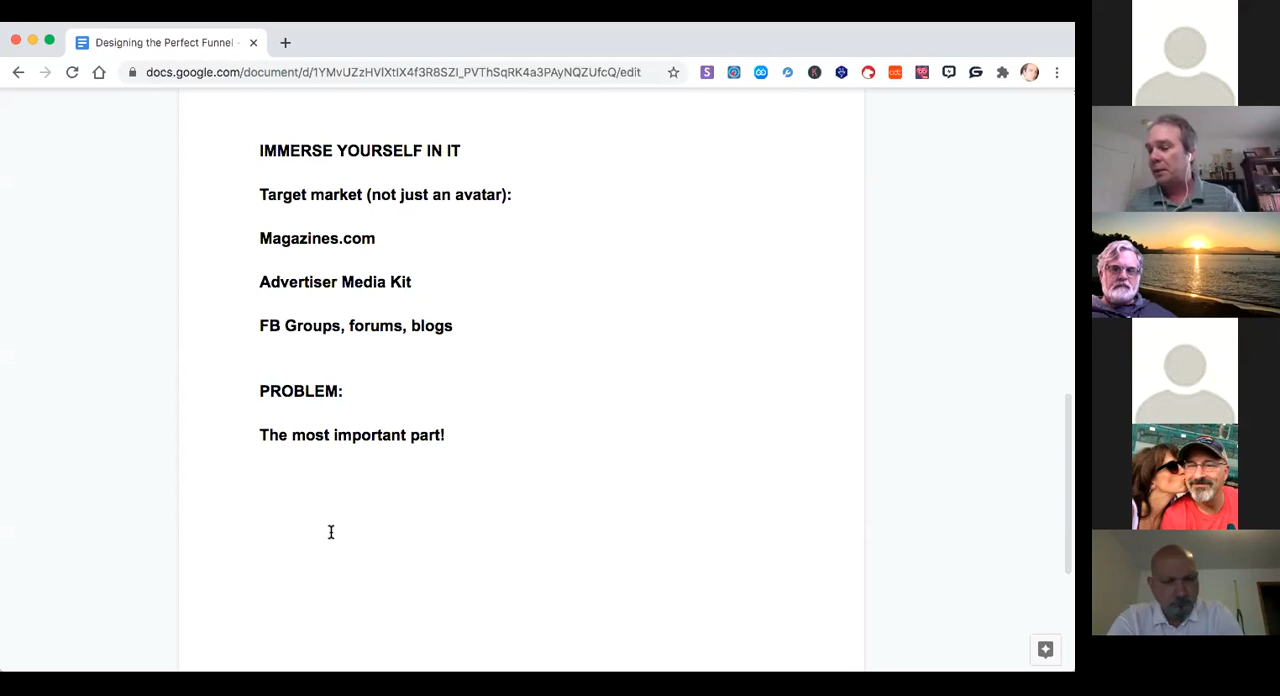 Designing the Perfect Funnel -
docs.google.com/document/d/1YMvUZzHVlXtlX4f3R8SZI_PVThSqRK4a3PAyNQZUfcQ/edit
IMMERSE YOURSELF IN IT
Target market (not just an avatar):
Magazines.com
Advertiser Media Kit
FB Groups, forums, blogs
PROBLEM:
The most important part!